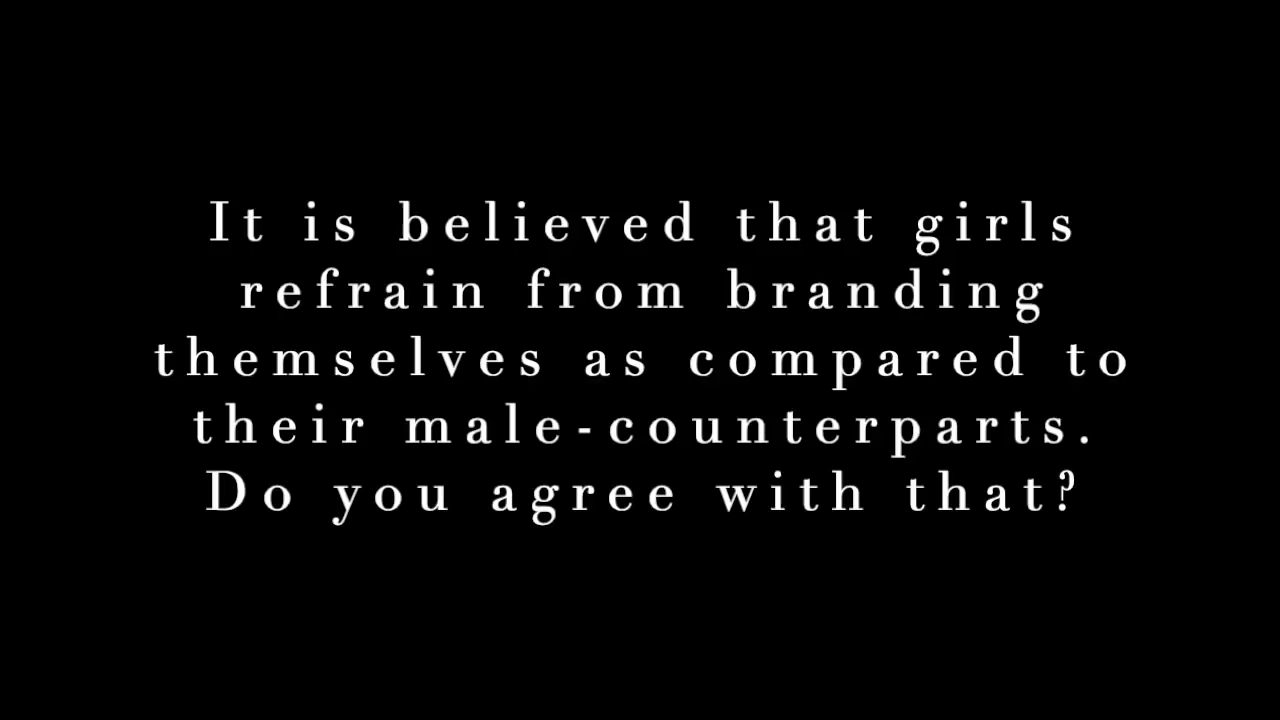 It is believed that girls
refrain from branding
themselves as compared to
their male-counterparts.
Do you agree with that?